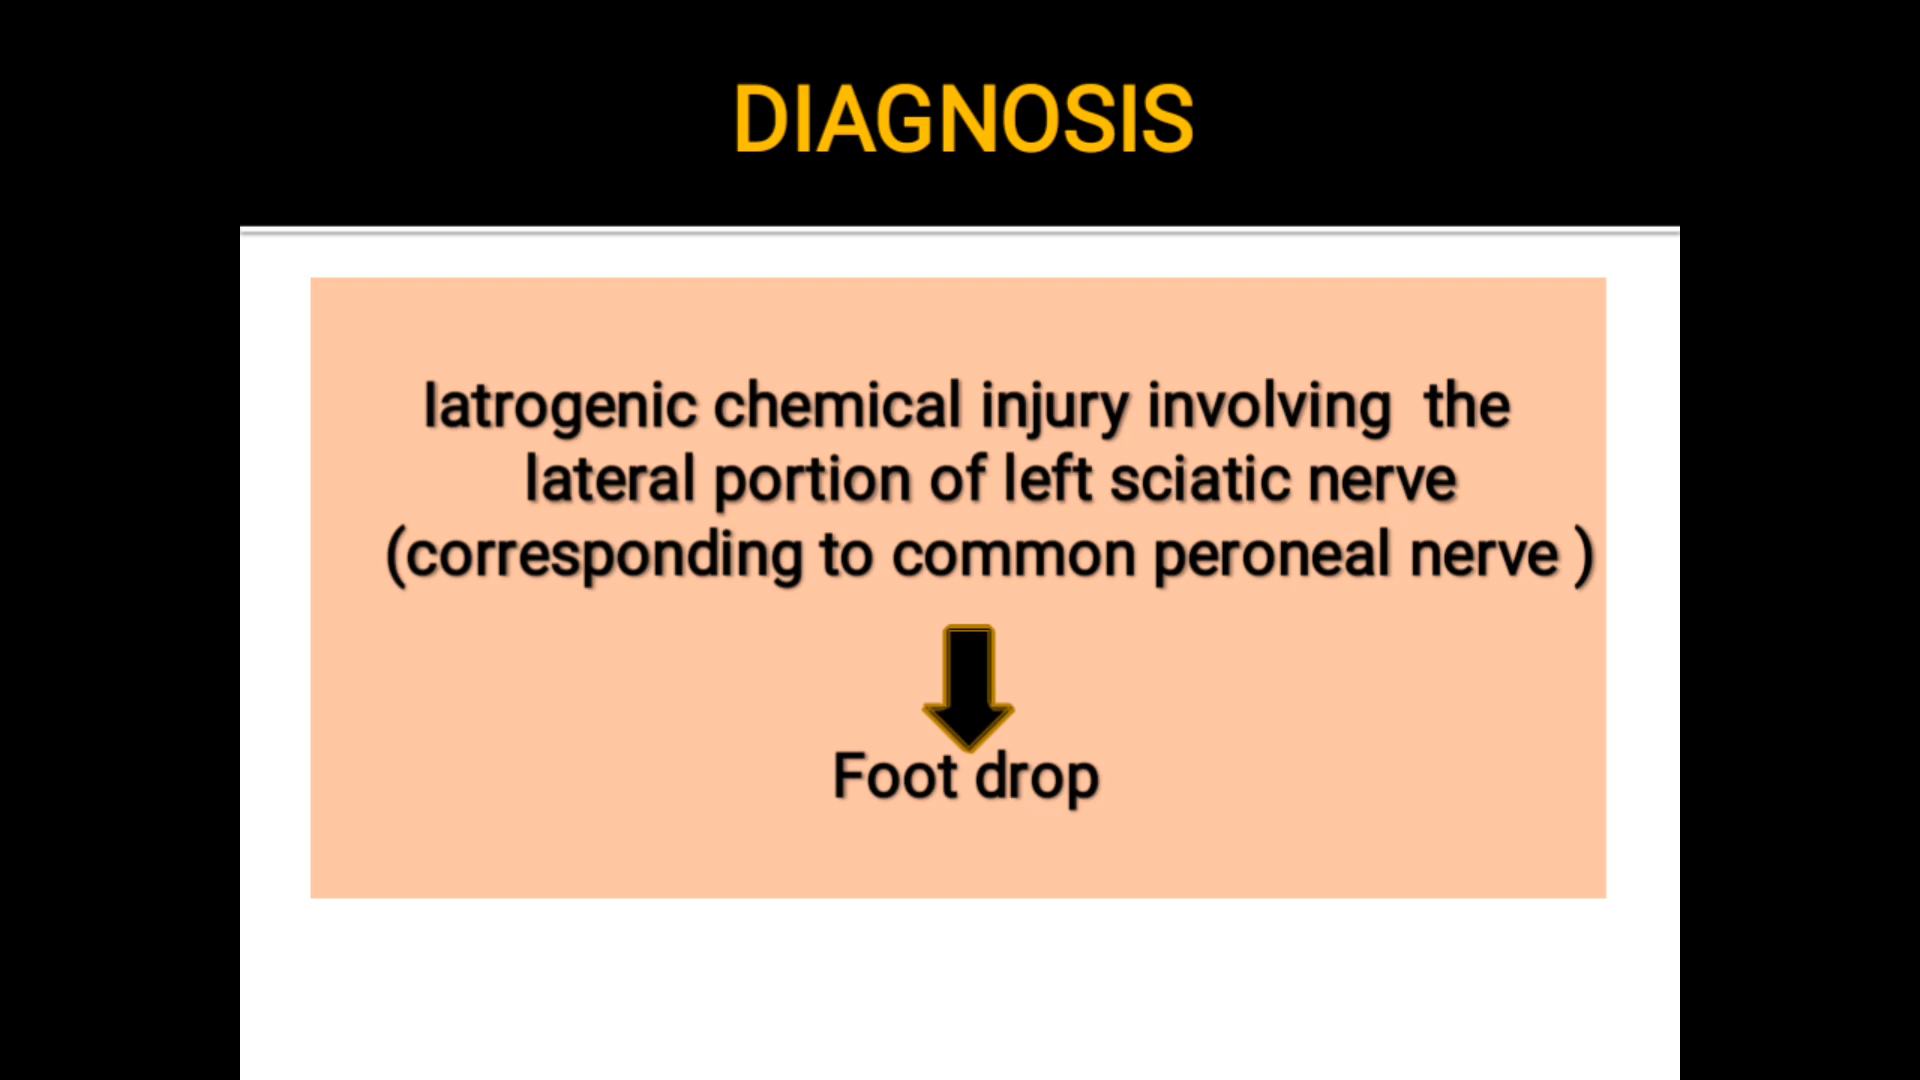 DIAGNOSIS
Iatrogenic chemical injury involving the
lateral portion of left sciatic nerve
(corresponding to common peroneal nerve )
Foot drop